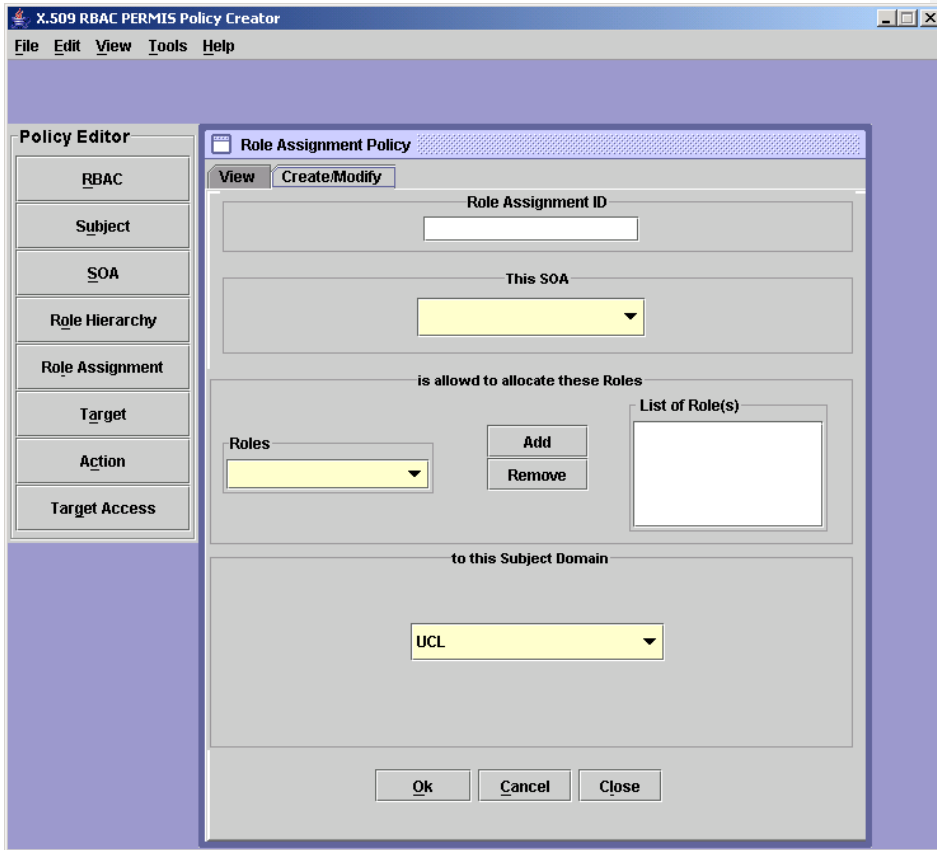 X.509 RBAC PERMIS Policy Creator
File Edit View Tools Help
Policy Editor
RBAC
Subject
SOA
Role Hierarchy
Role Assignment
Target
Action
Target Access
Role Assignment Policy
View Create/Modify
Role Assignment ID
This SOA
is allowd to allocate these Roles
List of Role(s)
Roles
Add
Remove
to this Subject Domain
UCL
Ok Cancel Close